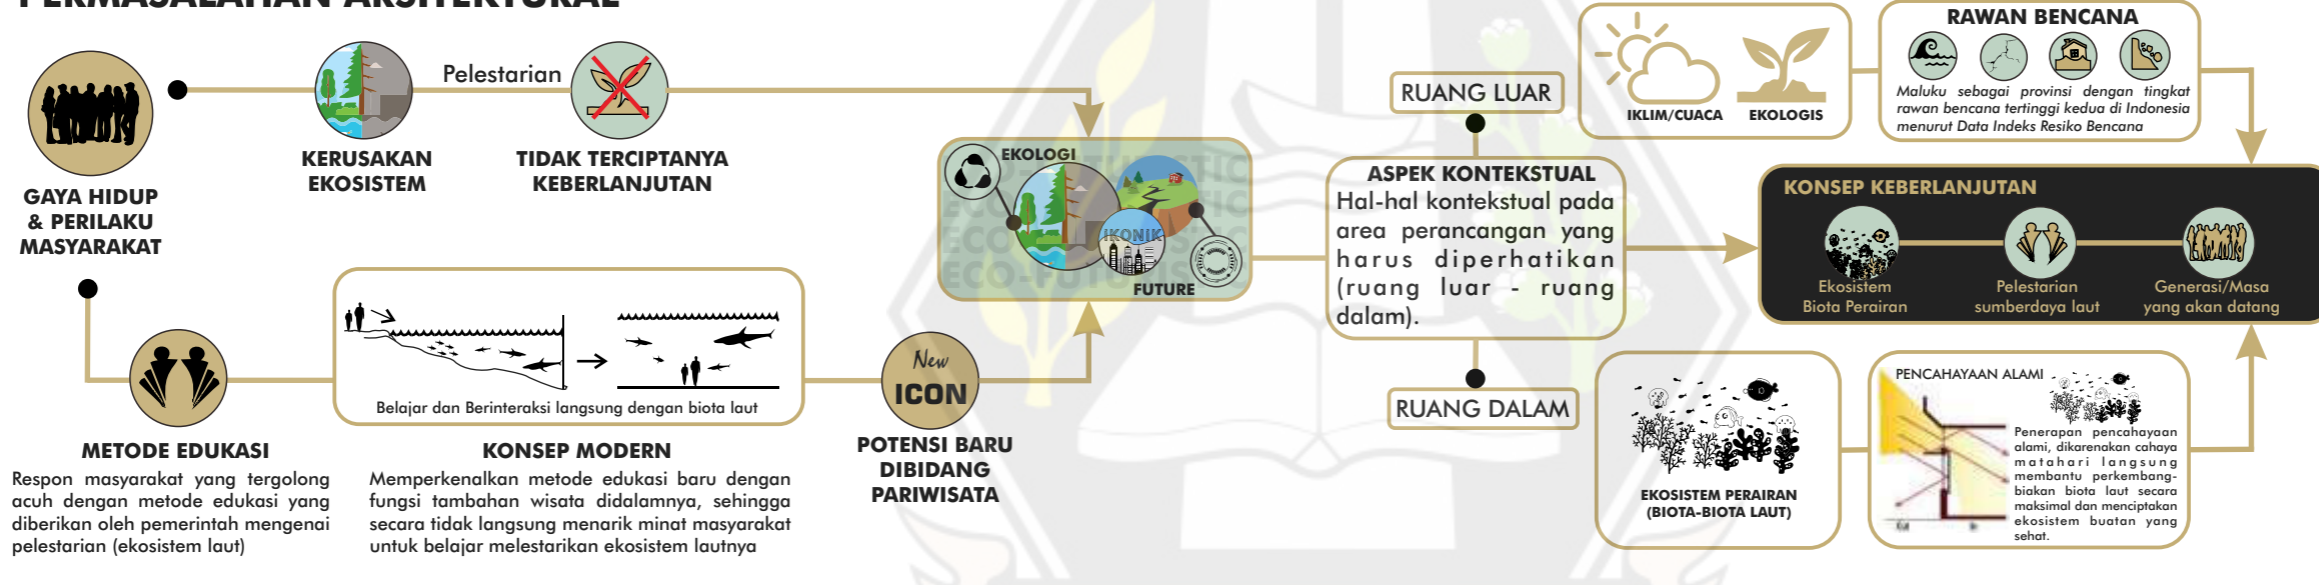 PERMASALAHAN ARSITEKTURAL
GAYA HIDUP
& PERILAKU
MASYARAKAT
KERUSAKAN
EKOSISTEM
Pelestarian
TIDAK TERCIPTANYA
KEBERLANJUTAN
METODE EDUKASI
Respon masyarakat yang tergolong
acuh dengan metode edukasi yang
diberikan oleh pemerintah mengenai
pelestarian (ekosistem laut)
Belajar dan Berinteraksi langsung dengan biota laut
KONSEP MODERN
Memperkenalkan metode edukasi baru dengan
fungsi tambahan wisata didalamnya, sehingga
secara tidak langsung menarik minat masyarakat
untuk belajar melestarikan ekosistem lautnya
New
ICON
POTENSI BARU
DIBIDANG
PARIWISATA
EKOLOGI
IKONIK
FUTURE
RUANG LUAR
ASPEK KONTEKSTUAL
Hal-hal kontekstual pada
area perancangan yang
harus diperhatikan
(ruang luar - ruang
dalam).
RUANG DALAM
IKLIM/CUACA
EKOLOGIS
RAWAN BENCANA
Maluku sebagai provinsi dengan tingkat
rawan bencana tertinggi kedua di Indonesia
menurut Data Indeks Resiko Bencana
KONSEP KEBERLANJUTAN
Ekosistem
Biota Perairan
Pelestarian
sumberdaya laut
Generasi/Masa
yang akan datang
EKOSISTEM PERAIRAN
(BIOTA-BIOTA LAUT)
PENCAHAYAAN ALAMI
Penerapan pencahayaan
alami, dikarenakan cahaya
matahari langsung
membantu perkembang-
biakan biota laut secara
maksimal dan menciptakan
ekosistem buatan yang
sehat.